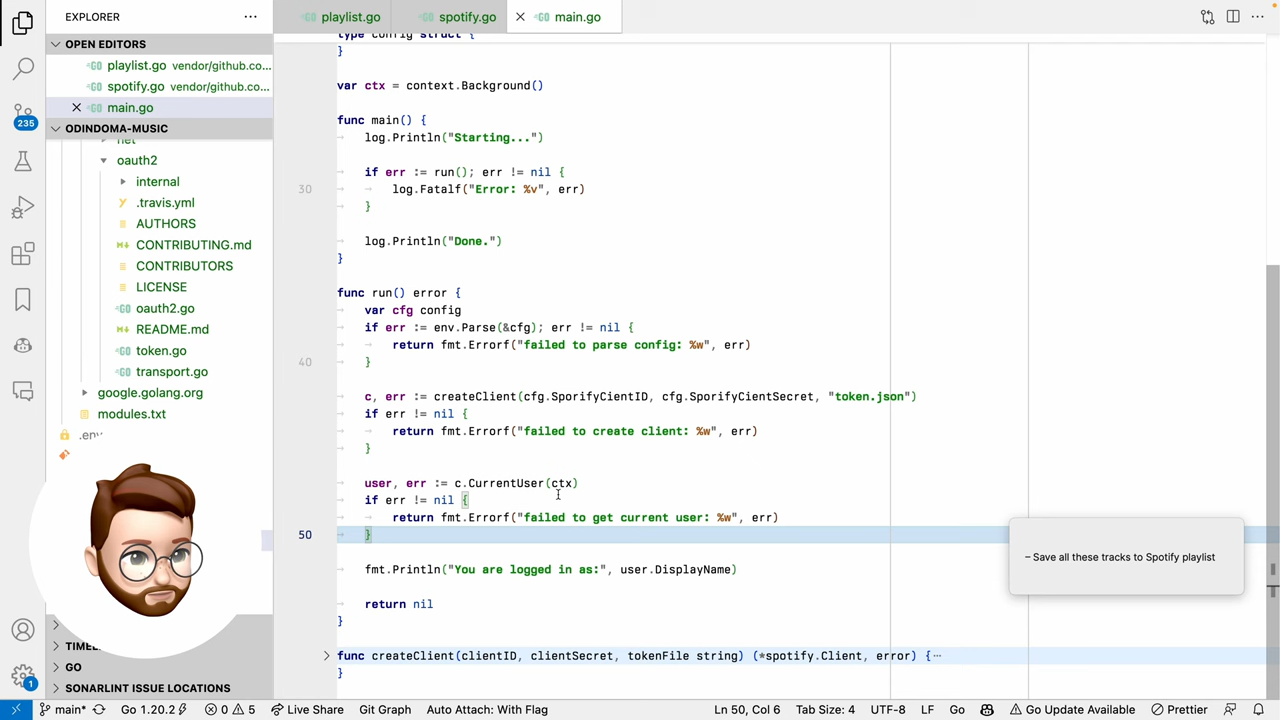 EXPLORER
OPEN EDITORS
playlist.go vendor/github.co...
spotify.go vendor/github.co...
main.go
ODINDOMA-MUSIC
net
oauth2
internal
.travis.yml
AUTHORS
CONTRIBUTING.md
CONTRIBUTORS
LICENSE
oauth2.go
README.md
token.go
transport.go
google.golang.org
modules.txt
.env
TIMEL
GO
SONARLINT ISSUE LOCATIONS
235
1
playlist.go
spotify.go
main.go
type config struct {
}
var ctx = context.Background()
func main() {
log.Println("Starting...")
if err := run(); err != nil {
30 log.Fatalf("Error: %v", err)
}
log.Println("Done.")
}
func run() error {
var cfg config
if err := env.Parse(&cfg); err != nil {
return fmt.Errorf("failed to parse config: %w", err)
40 }
c, err := createClient(cfg.SporifyCientID, cfg.SporifyClientSecret, "token.json")
if err != nil {
return fmt.Errorf("failed to create client: %w", err)
}
user, err := c.CurrentUser(ctx)
if err != nil {
return fmt.Errorf("failed to get current user: %w", err)
50 }
fmt.Println("You are logged in as:", user.DisplayName)
return nil
}
func createClient(clientID, clientSecret, tokenFile string) (*spotify.Client, error) {…
}
– Save all these tracks to Spotify playlist
main* Go 1.20.2 0 5 Live Share Git Graph Auto Attach: With Flag Ln 50, Col 6 Tab Size: 4 UTF-8 LF Go Go Update Available Prettier